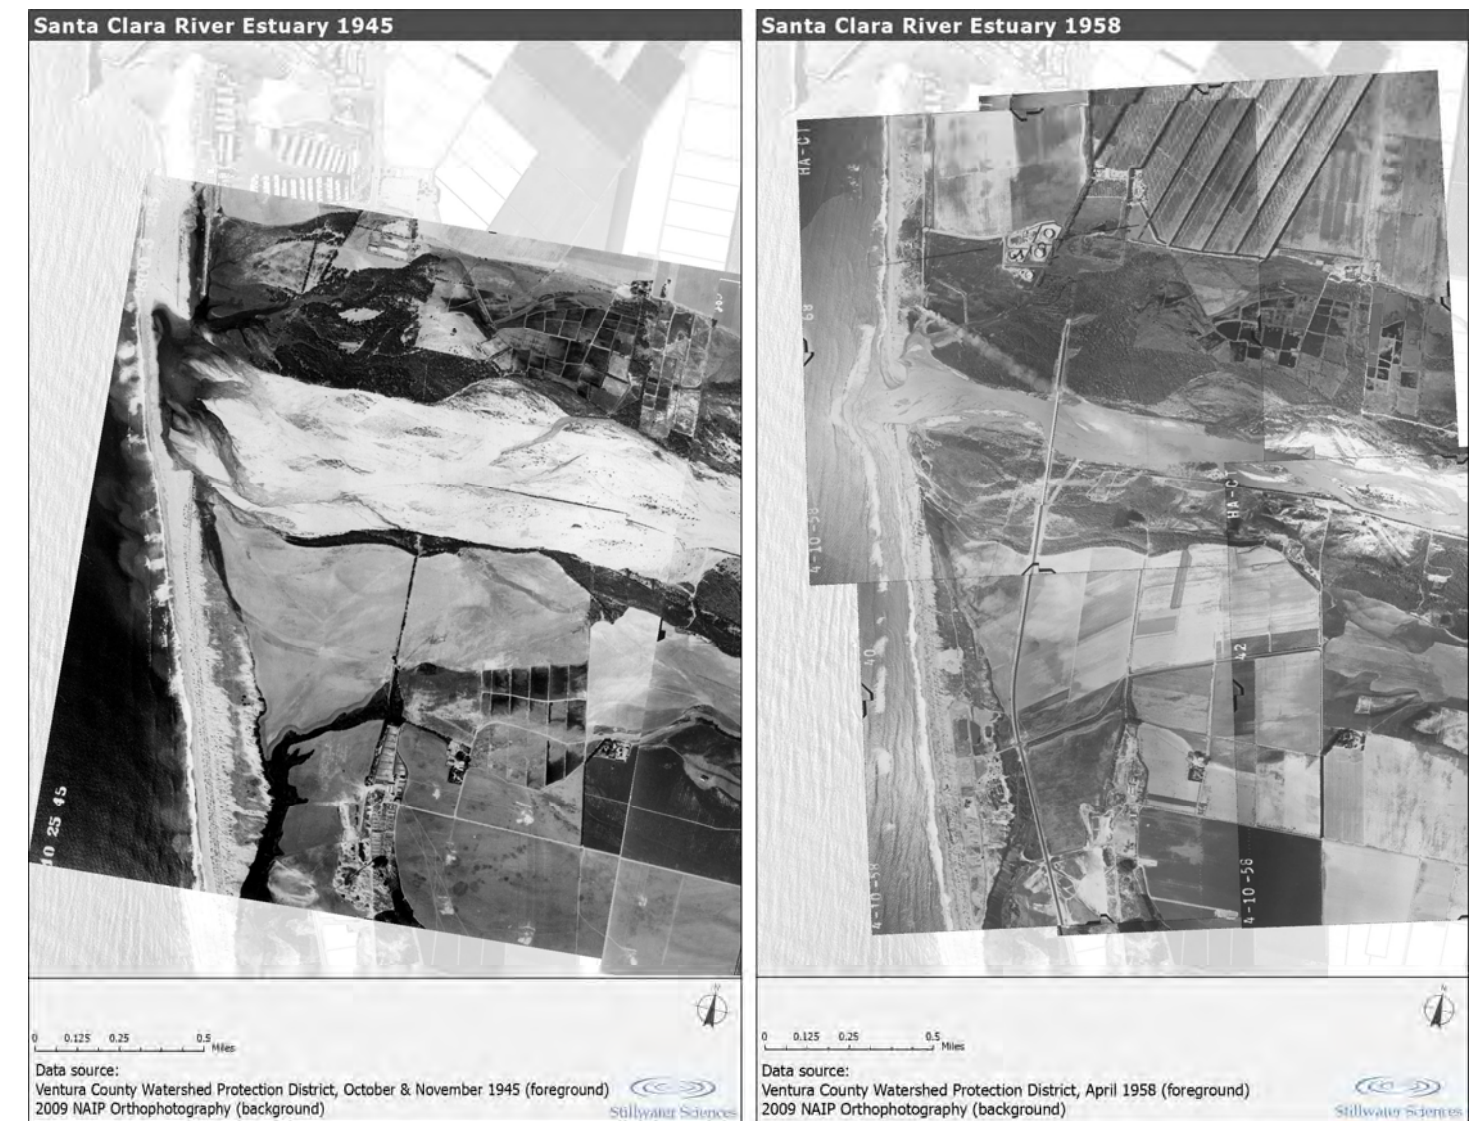 Santa Clara River Estuary 1945
10 25 45
N
0 0.125 0.25 0.5
Miles
Data source:
Ventura County Watershed Protection District, October & November 1945 (foreground)
2009 NAIP Orthophotography (background)
Stillwater Sciences
Santa Clara River Estuary 1958
HA-CT
68
4-10-58
HA-C
40
42
4-10-58
4-10-58
N
0 0.125 0.25 0.5
Miles
Data source:
Ventura County Watershed Protection District, April 1958 (foreground)
2009 NAIP Orthophotography (background)
Stillwater Sciences